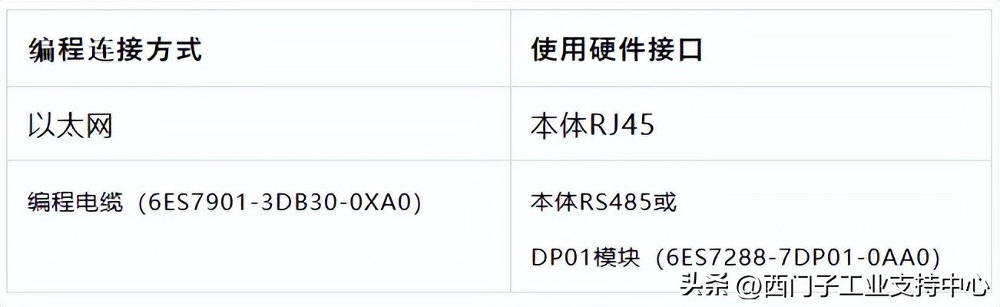 编程连接方式
使用硬件接口
以太网
本体RJ45
编程电缆（6ES7901-3DB30-0XA0）
本体RS485或
DP01模块（6ES7288-7DP01-0AA0）
头条 @西门子工业支持中心